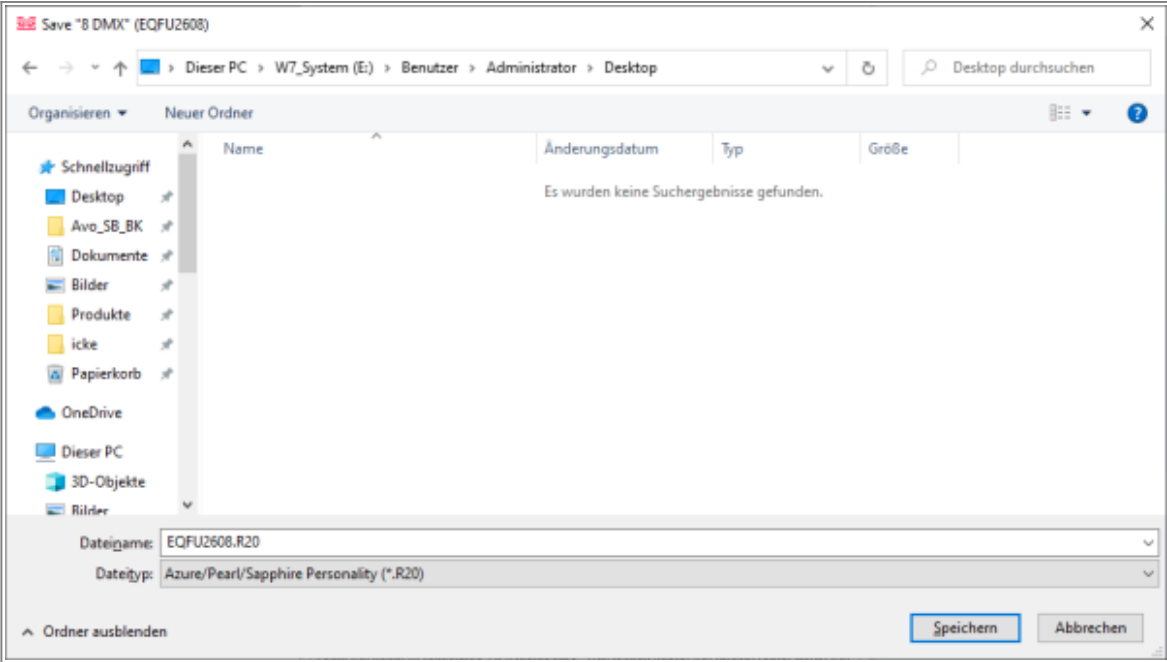 Save "8 DMX" (EQFU2608)
Dieser PC > W7_System (E:) > Benutzer > Administrator > Desktop
Desktop durchsuchen
Organisieren
Neuer Ordner
Name
Änderungsdatum
Typ
Größe
Es wurden keine Suchergebnisse gefunden.
Schnellzugriff
Desktop
Avo_SB_BK
Dokumente
Bilder
Produkte
icke
Papierkorb
OneDrive
Dieser PC
3D-Objekte
Bilder
Dateiname: EQFU2608.R20
Dateityp: Azure/Pearl/Sapphire Personality (*.R20)
Ordner ausblenden
Speichern
Abbrechen